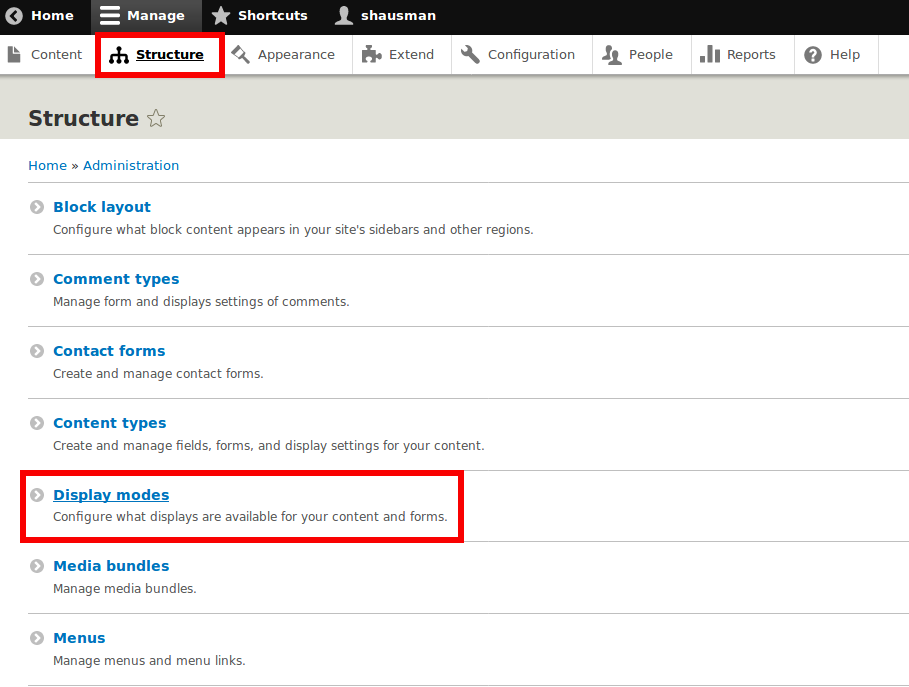 Home Manage Shortcuts shausman
Content Structure Appearance Extend Configuration People Reports Help
Structure
Home » Administration
Block layout
Configure what block content appears in your site's sidebars and other regions.
Comment types
Manage form and displays settings of comments.
Contact forms
Create and manage contact forms.
Content types
Create and manage fields, forms, and display settings for your content.
Display modes
Configure what displays are available for your content and forms.
Media bundles
Manage media bundles.
Menus
Manage menus and menu links.